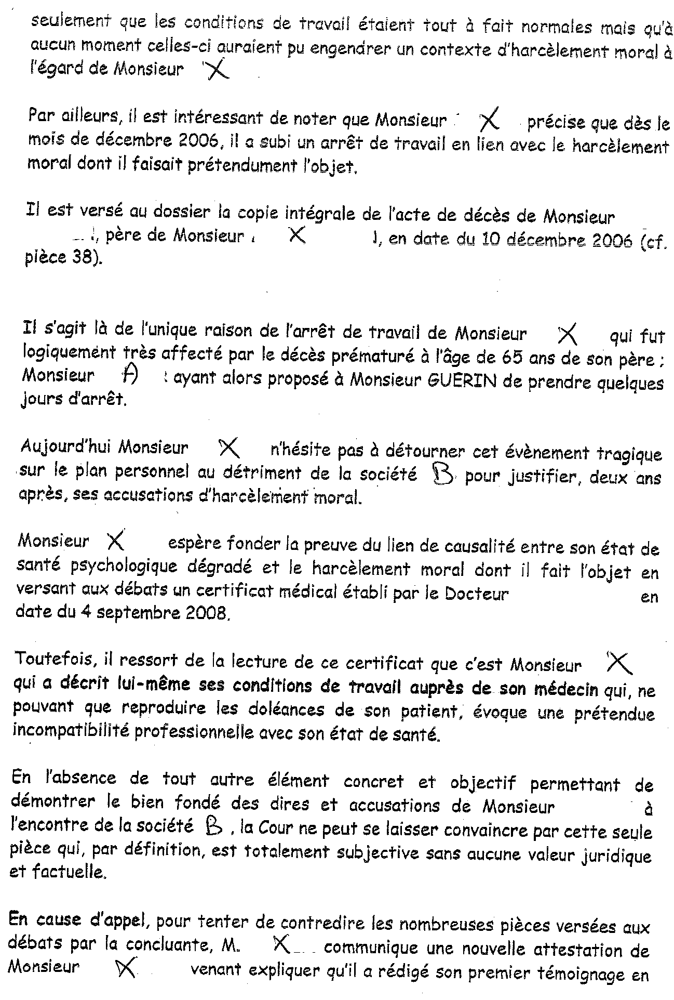 seulement que les conditions de travail étaient tout à fait normales mais qu'à
aucun moment celles-ci auraient pu engendrer un contexte d'harcèlement moral à
l'égard de Monsieur X
Par ailleurs, il est intéressant de noter que Monsieur X précise que dès le
mois de décembre 2006, il a subi un arrêt de travail en lien avec le harcèlement
moral dont il faisait prétendument l'objet.
Il est versé au dossier la copie intégrale de l'acte de décès de Monsieur
, père de Monsieur X , en date du 10 décembre 2006 (cf.
pièce 38).
Il s'agit là de l'unique raison de l'arrêt de travail de Monsieur X qui fut
logiquement très affecté par le décès prématuré à l'âge de 65 ans de son père ;
Monsieur A ayant alors proposé à Monsieur GUERIN de prendre quelques
jours d'arrêt.
Aujourd'hui Monsieur X n'hésite pas à détourner cet évènement tragique
sur le plan personnel au détriment de la société B pour justifier, deux ans
après, ses accusations d'harcèlement moral.
Monsieur X espère fonder la preuve du lien de causalité entre son état de
santé psychologique dégradé et le harcèlement moral dont il fait l'objet en
versant aux débats un certificat médical établi par le Docteur en
date du 4 septembre 2008.
Toutefois, il ressort de la lecture de ce certificat que c'est Monsieur X
qui a décrit lui-même ses conditions de travail auprès de son médecin qui, ne
pouvant que reproduire les doléances de son patient, évoque une prétendue
incompatibilité professionnelle avec son état de santé.
En l'absence de tout autre élément concret et objectif permettant de
démontrer le bien fondé des dires et accusations de Monsieur à
l'encontre de la société B , la Cour ne peut se laisser convaincre par cette seule
pièce qui, par définition, est totalement subjective sans aucune valeur juridique
et factuelle.
En cause d'appel, pour tenter de contredire les nombreuses pièces versées aux
débats par la concluante, M. X communique une nouvelle attestation de
Monsieur X venant expliquer qu'il a rédigé son premier témoignage en